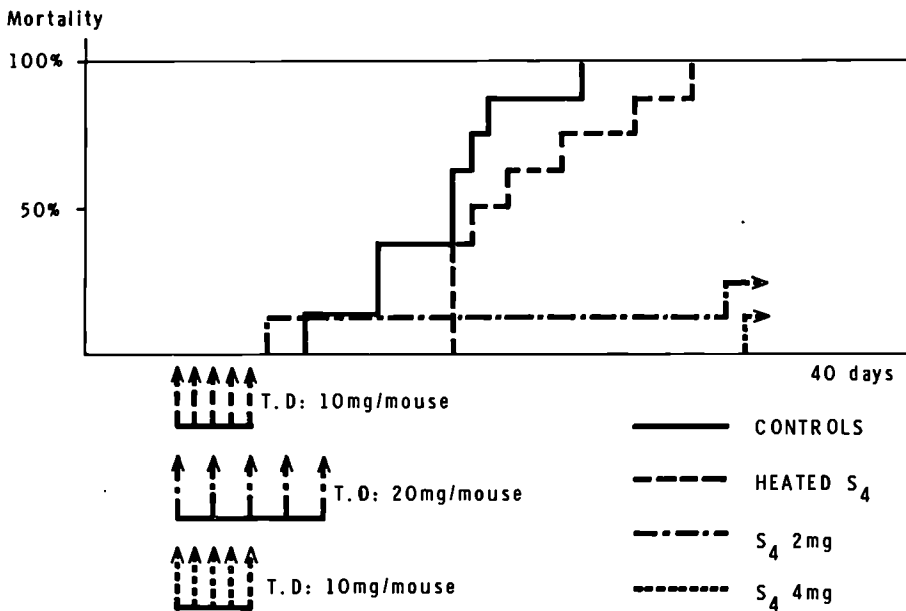 Mortality
100%
50%
40 days
T.D: 10mg/mouse
T.D: 20mg/mouse
T.D: 10mg/mouse
CONTROLS
HEATED S₄
S₄ 2mg
S₄ 4mg